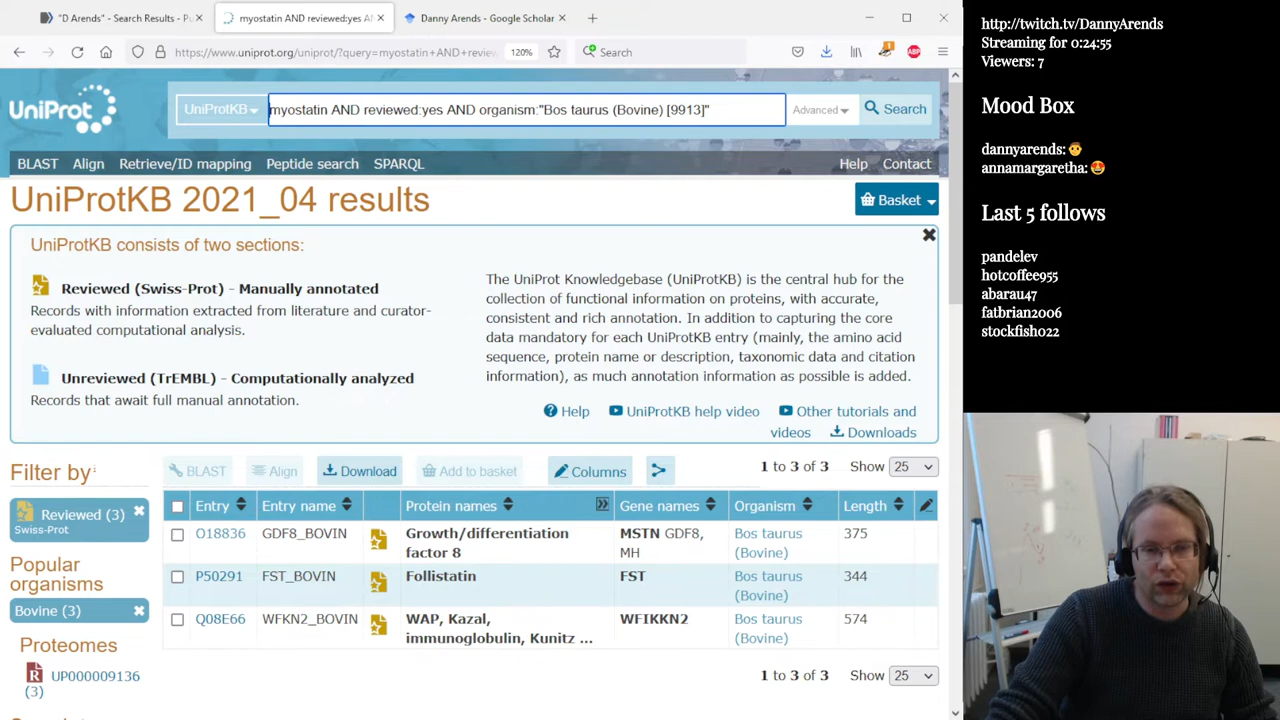 "D Arends" - Search Results - Pu
myostatin AND reviewed:yes AN
Danny Arends - Google Scholar
https://www.uniprot.org/uniprot/?query=myostatin+AND+review
120%
Search
UniProt
UniProtKB
myostatin AND reviewed:yes AND organism:"Bos taurus (Bovine) [9913]"
Advanced
Search
BLAST Align Retrieve/ID mapping Peptide search SPARQL
Help Contact
UniProtKB 2021_04 results
Basket
UniProtKB consists of two sections:
Reviewed (Swiss-Prot) - Manually annotated
Records with information extracted from literature and curator-
evaluated computational analysis.
Unreviewed (TrEMBL) - Computationally analyzed
Records that await full manual annotation.
The UniProt Knowledgebase (UniProtKB) is the central hub for the
collection of functional information on proteins, with accurate,
consistent and rich annotation. In addition to capturing the core
data mandatory for each UniProtKB entry (mainly, the amino acid
sequence, protein name or description, taxonomic data and citation
information), as much annotation information as possible is added.
Help UniProtKB help video Other tutorials and
videos Downloads
Filter by
BLAST Align Download Add to basket Columns
1 to 3 of 3 Show 25
Reviewed (3)
Swiss-Prot
Popular
organisms
Bovine (3)
Proteomes
UP000009136
(3)
Entry Entry name Protein names Gene names Organism Length
O18836 GDF8_BOVIN Growth/differentiation MSTN GDF8, Bos taurus 375
factor 8 MH (Bovine)
P50291 FST_BOVIN Follistatin FST Bos taurus 344
(Bovine)
Q08E66 WFKN2_BOVIN WAP, Kazal, WFIKKN2 Bos taurus 574
immunoglobulin, Kunitz ... (Bovine)
1 to 3 of 3 Show 25
http://twitch.tv/DannyArends
Streaming for 0:24:55
Viewers: 7
Mood Box
dannyarends:
annamargaretha:
Last 5 follows
pandelev
hotcoffee955
abarau47
fatbrian2006
stockfish022